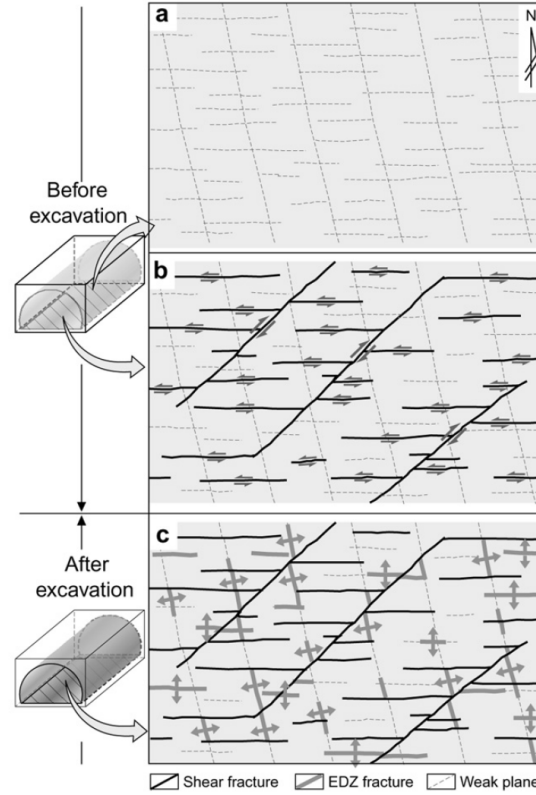 a
N
Before
excavation
b
c
After
excavation
Shear fracture
EDZ fracture
Weak plane